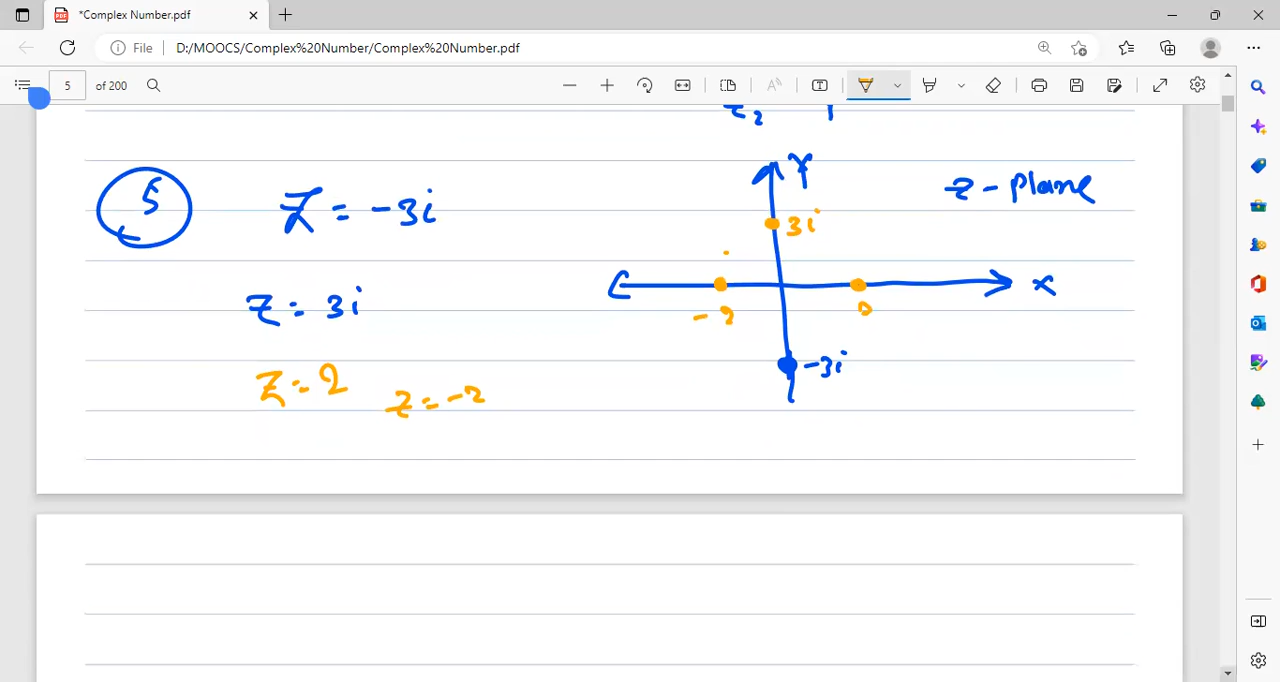 *Complex Number.pdf
File D:/MOOCS/Complex%20Number/Complex%20Number.pdf
5 of 200
z2
5
Z = -3i
y
z - plane
3i
x
z = 3i
-2
-3i
z = 2
z = -2